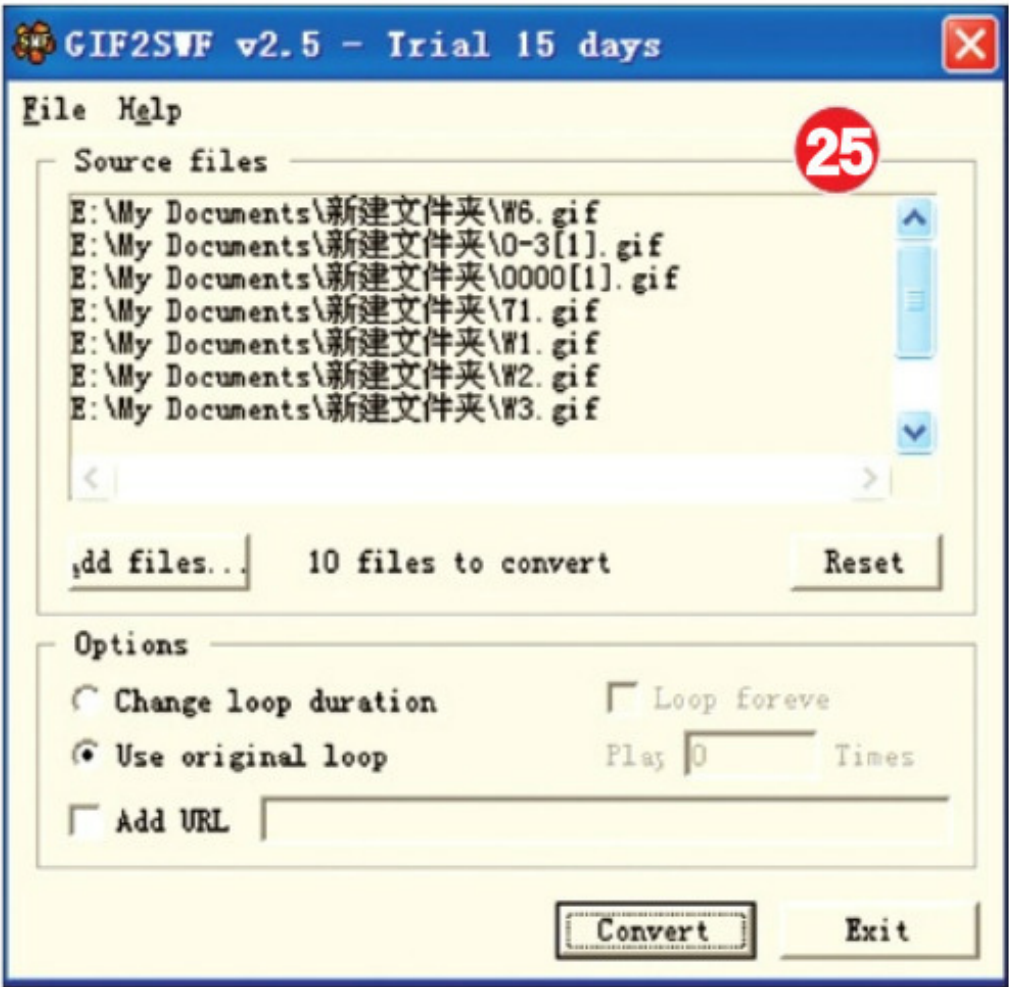 GIF2SWF v2.5 - Trial 15 days
File Help
25
Source files
E:\My Documents\新建文件夹\W6.gif
E:\My Documents\新建文件夹\0-3[1].gif
E:\My Documents\新建文件夹\0000[1].gif
E:\My Documents\新建文件夹\71.gif
E:\My Documents\新建文件夹\W1.gif
E:\My Documents\新建文件夹\W2.gif
E:\My Documents\新建文件夹\W3.gif
Add files... 10 files to convert Reset
Options
Change loop duration Loop foreve
Use original loop Play 0 Times
Add URL
Convert Exit